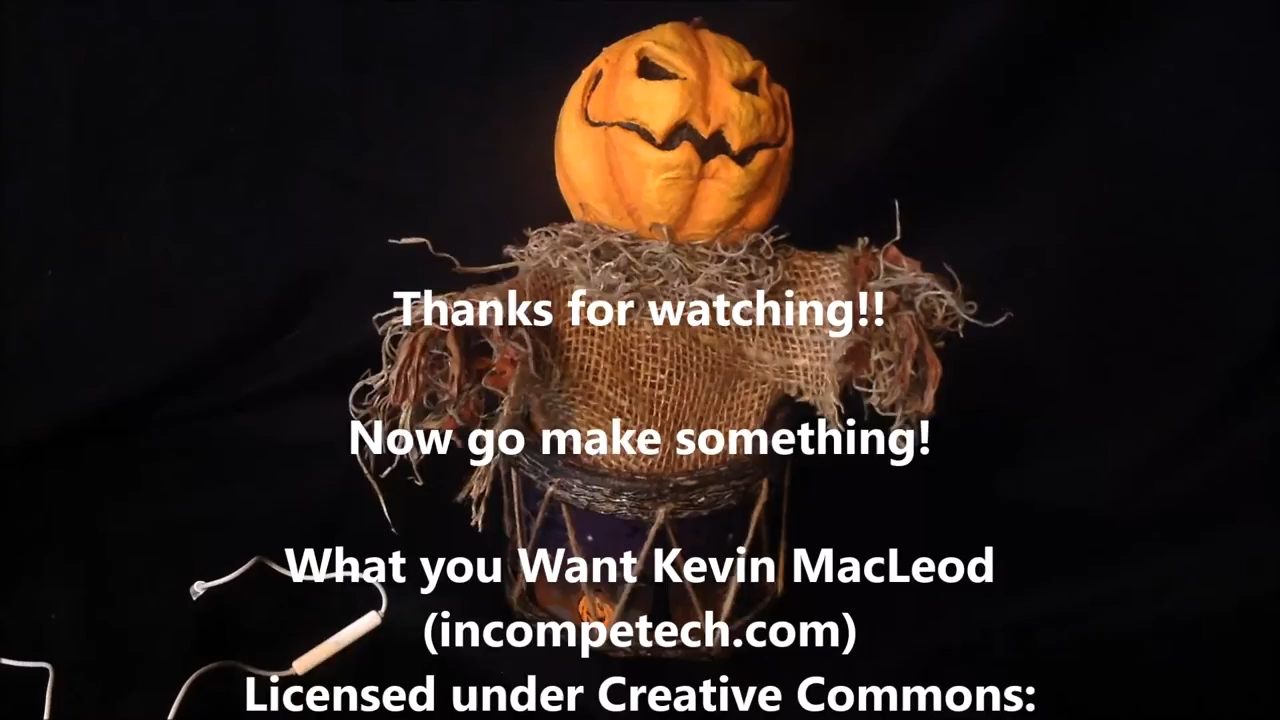 Thanks for watching!!
Now go make something!
What you Want Kevin MacLeod
(incompetech.com)
Licensed under Creative Commons: